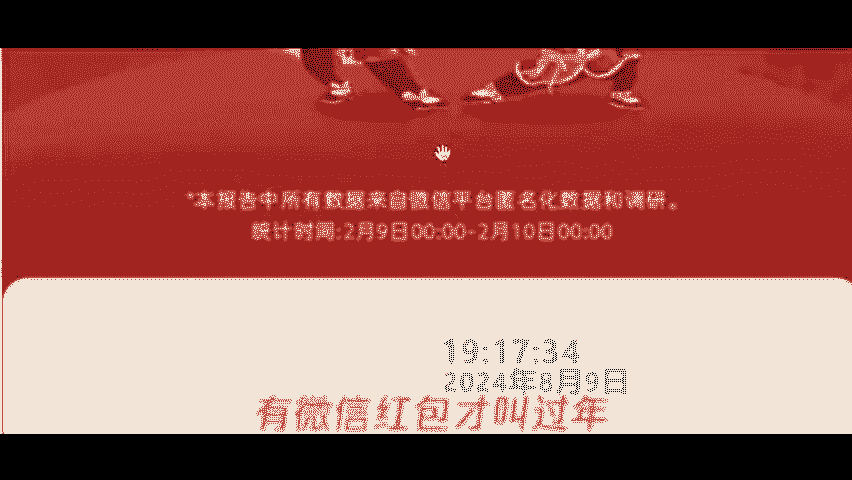 *本报告中所有数据来自微信平台匿名化数据和调研。
统计时间:2月9日00:00-2月10日00:00
19:17:34
2024年8月9日
有微信红包才叫过年